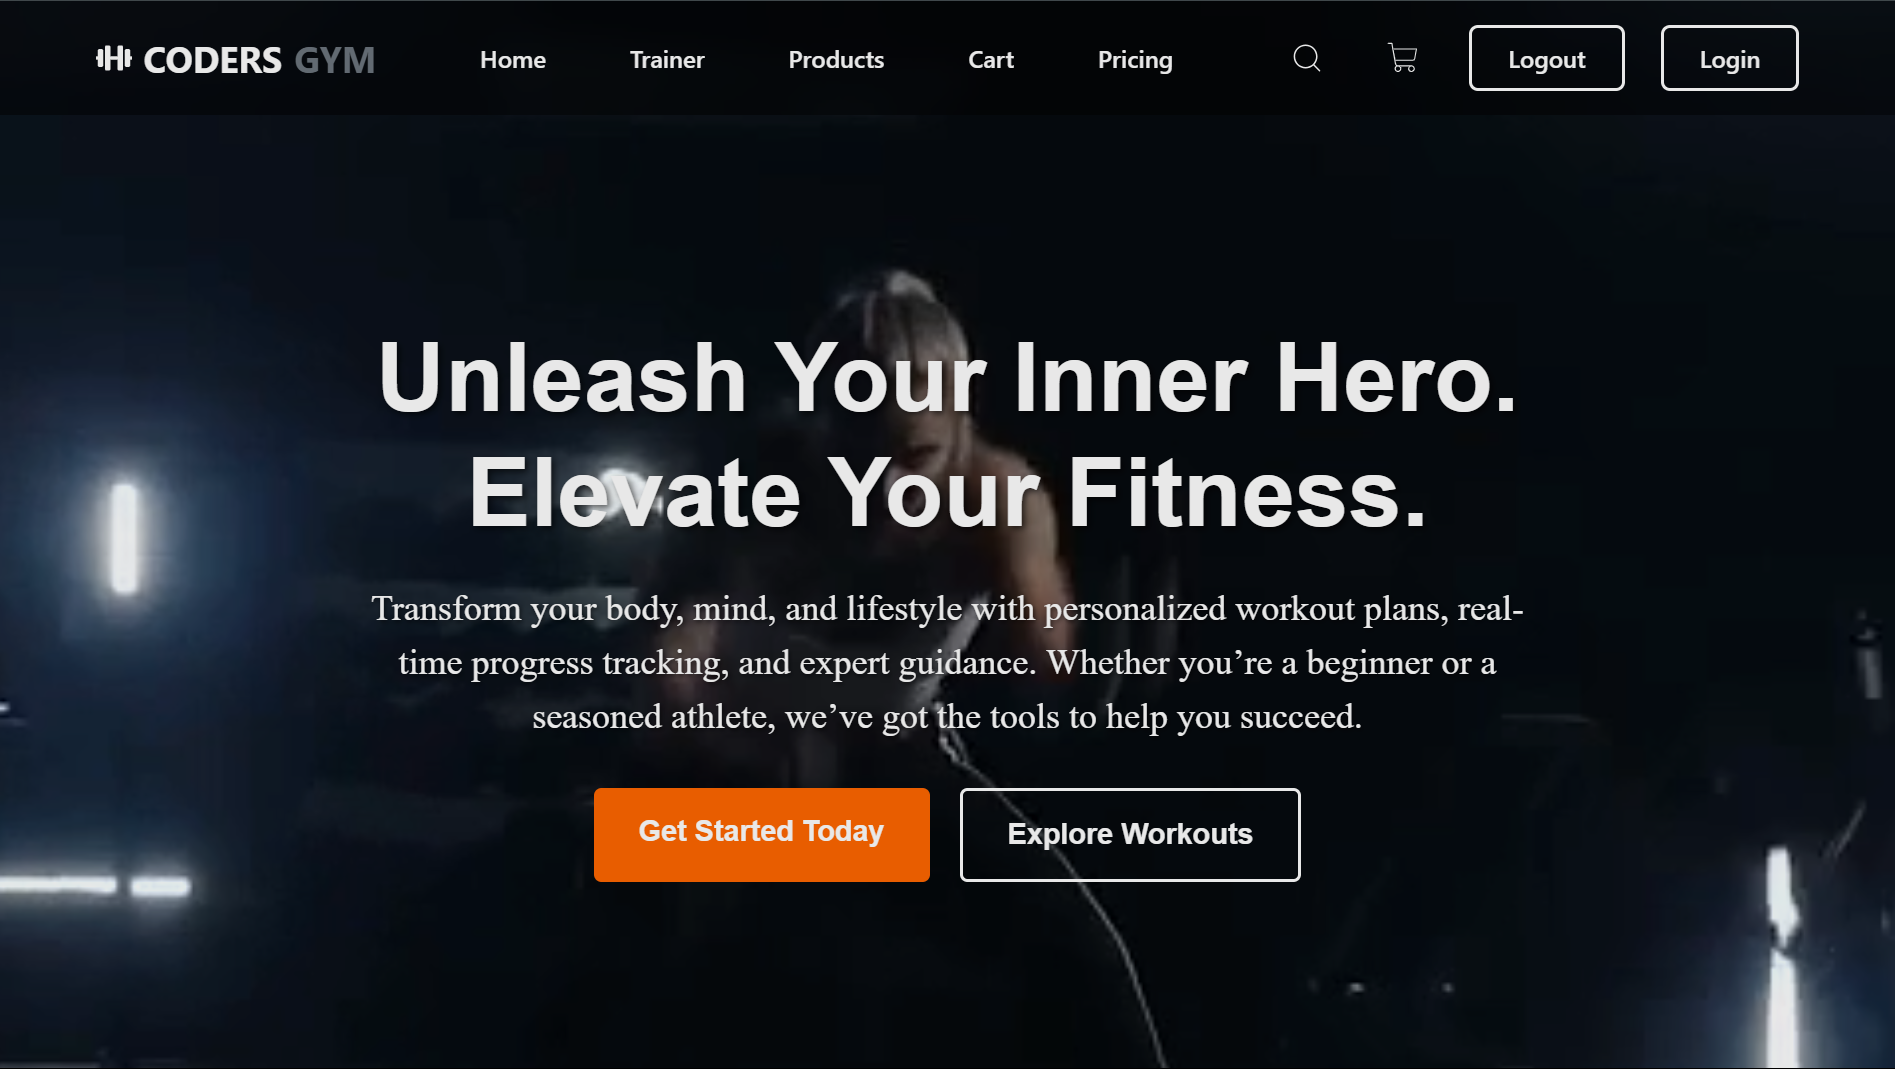 CODERS GYM
Home
Trainer
Products
Cart
Pricing
Logout
Login
Unleash Your Inner Hero.
Elevate Your Fitness.
Transform your body, mind, and lifestyle with personalized workout plans, real-
time progress tracking, and expert guidance. Whether you’re a beginner or a
seasoned athlete, we’ve got the tools to help you succeed.
Get Started Today
Explore Workouts